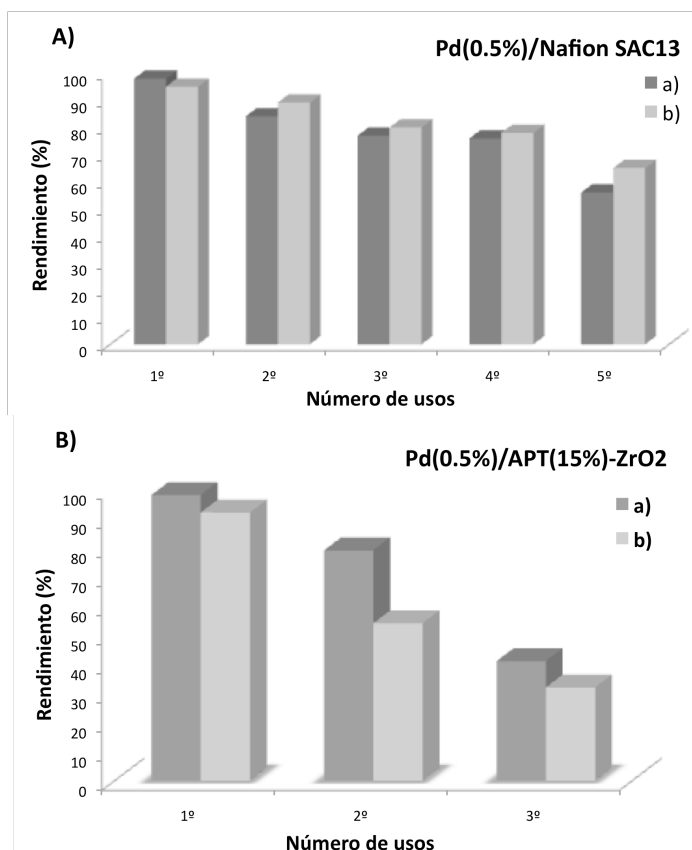 A)
Pd(0.5%)/Nafion SAC13
a)
b)
Rendimiento (%)
100
90
80
70
60
50
40
30
20
10
0
1º 2º 3º 4º 5º
Número de usos
B)
Pd(0.5%)/APT(15%)-ZrO2
a)
b)
Rendimiento (%)
100
90
80
70
60
50
40
30
20
10
0
1º 2º 3º
Número de usos